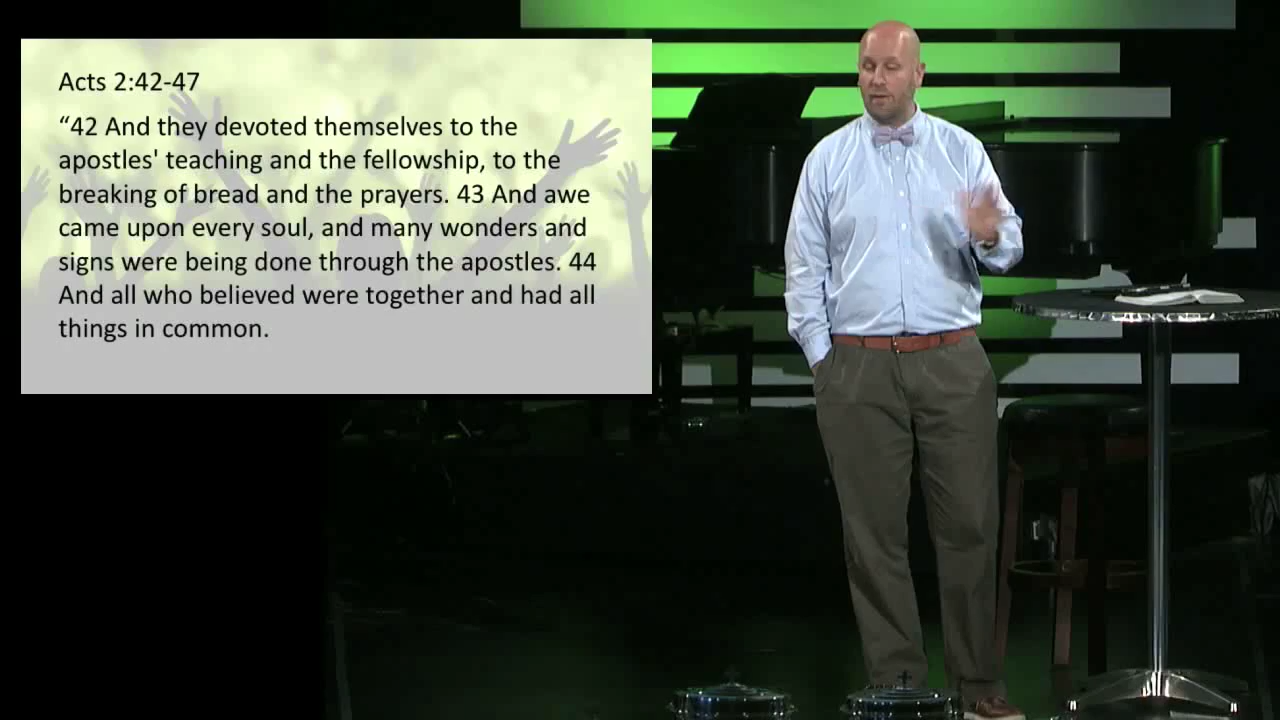 Acts 2:42-47
“42 And they devoted themselves to the
apostles' teaching and the fellowship, to the
breaking of bread and the prayers. 43 And awe
came upon every soul, and many wonders and
signs were being done through the apostles. 44
And all who believed were together and had all
things in common.